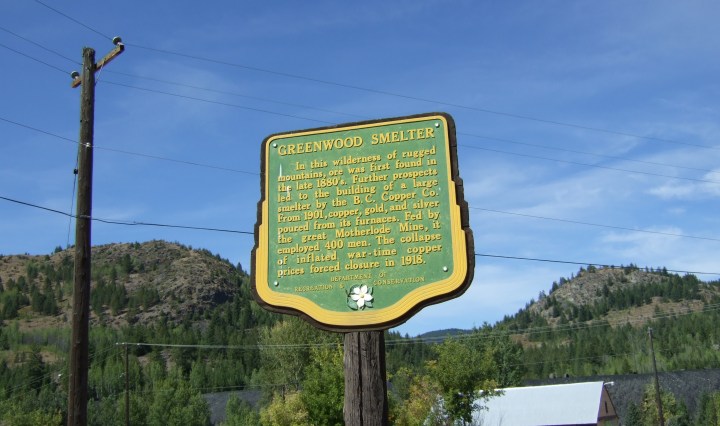 GREENWOOD SMELTER
In this wilderness of rugged
mountains, ore was first found in
the late 1880's. Further prospects
led to the building of a large
smelter by the B.C. Copper Co.
From 1901, copper, gold, and silver
poured from its furnaces. Fed by
the great Motherlode Mine, it
employed 400 men. The collapse
of inflated war-time copper
prices forced closure in 1918.
DEPARTMENT OF
RECREATION & CONSERVATION